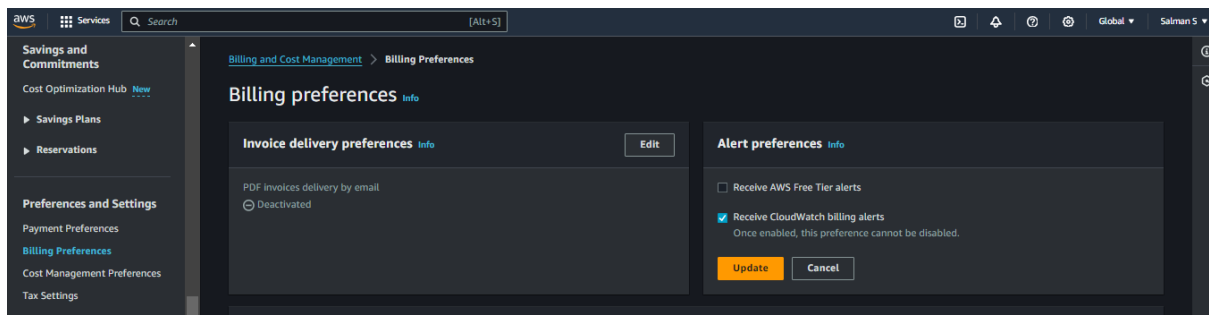 aws
Services
Search
[Alt+S]
Global
Salman S
Savings and
Commitments
Cost Optimization Hub New
Savings Plans
Reservations
Preferences and Settings
Payment Preferences
Billing Preferences
Cost Management Preferences
Tax Settings
Billing and Cost Management > Billing Preferences
Billing preferences Info
Invoice delivery preferences Info
Edit
PDF invoices delivery by email
Deactivated
Alert preferences Info
Receive AWS Free Tier alerts
Receive CloudWatch billing alerts
Once enabled, this preference cannot be disabled.
Update
Cancel